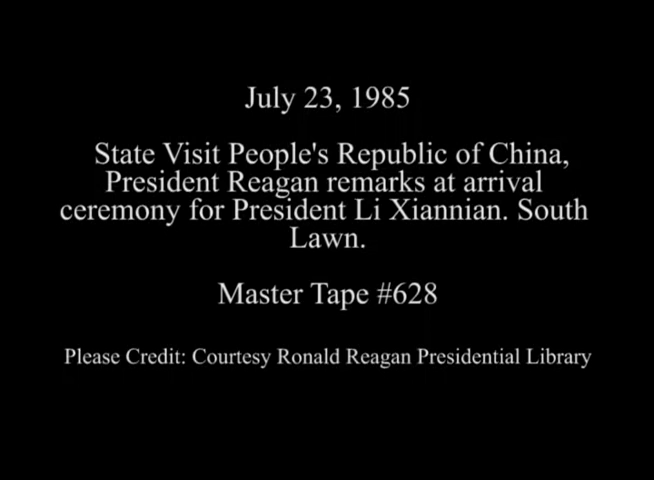 July 23, 1985
State Visit People's Republic of China,
President Reagan remarks at arrival
ceremony for President Li Xiannian. South
Lawn.
Master Tape #628
Please Credit: Courtesy Ronald Reagan Presidential Library